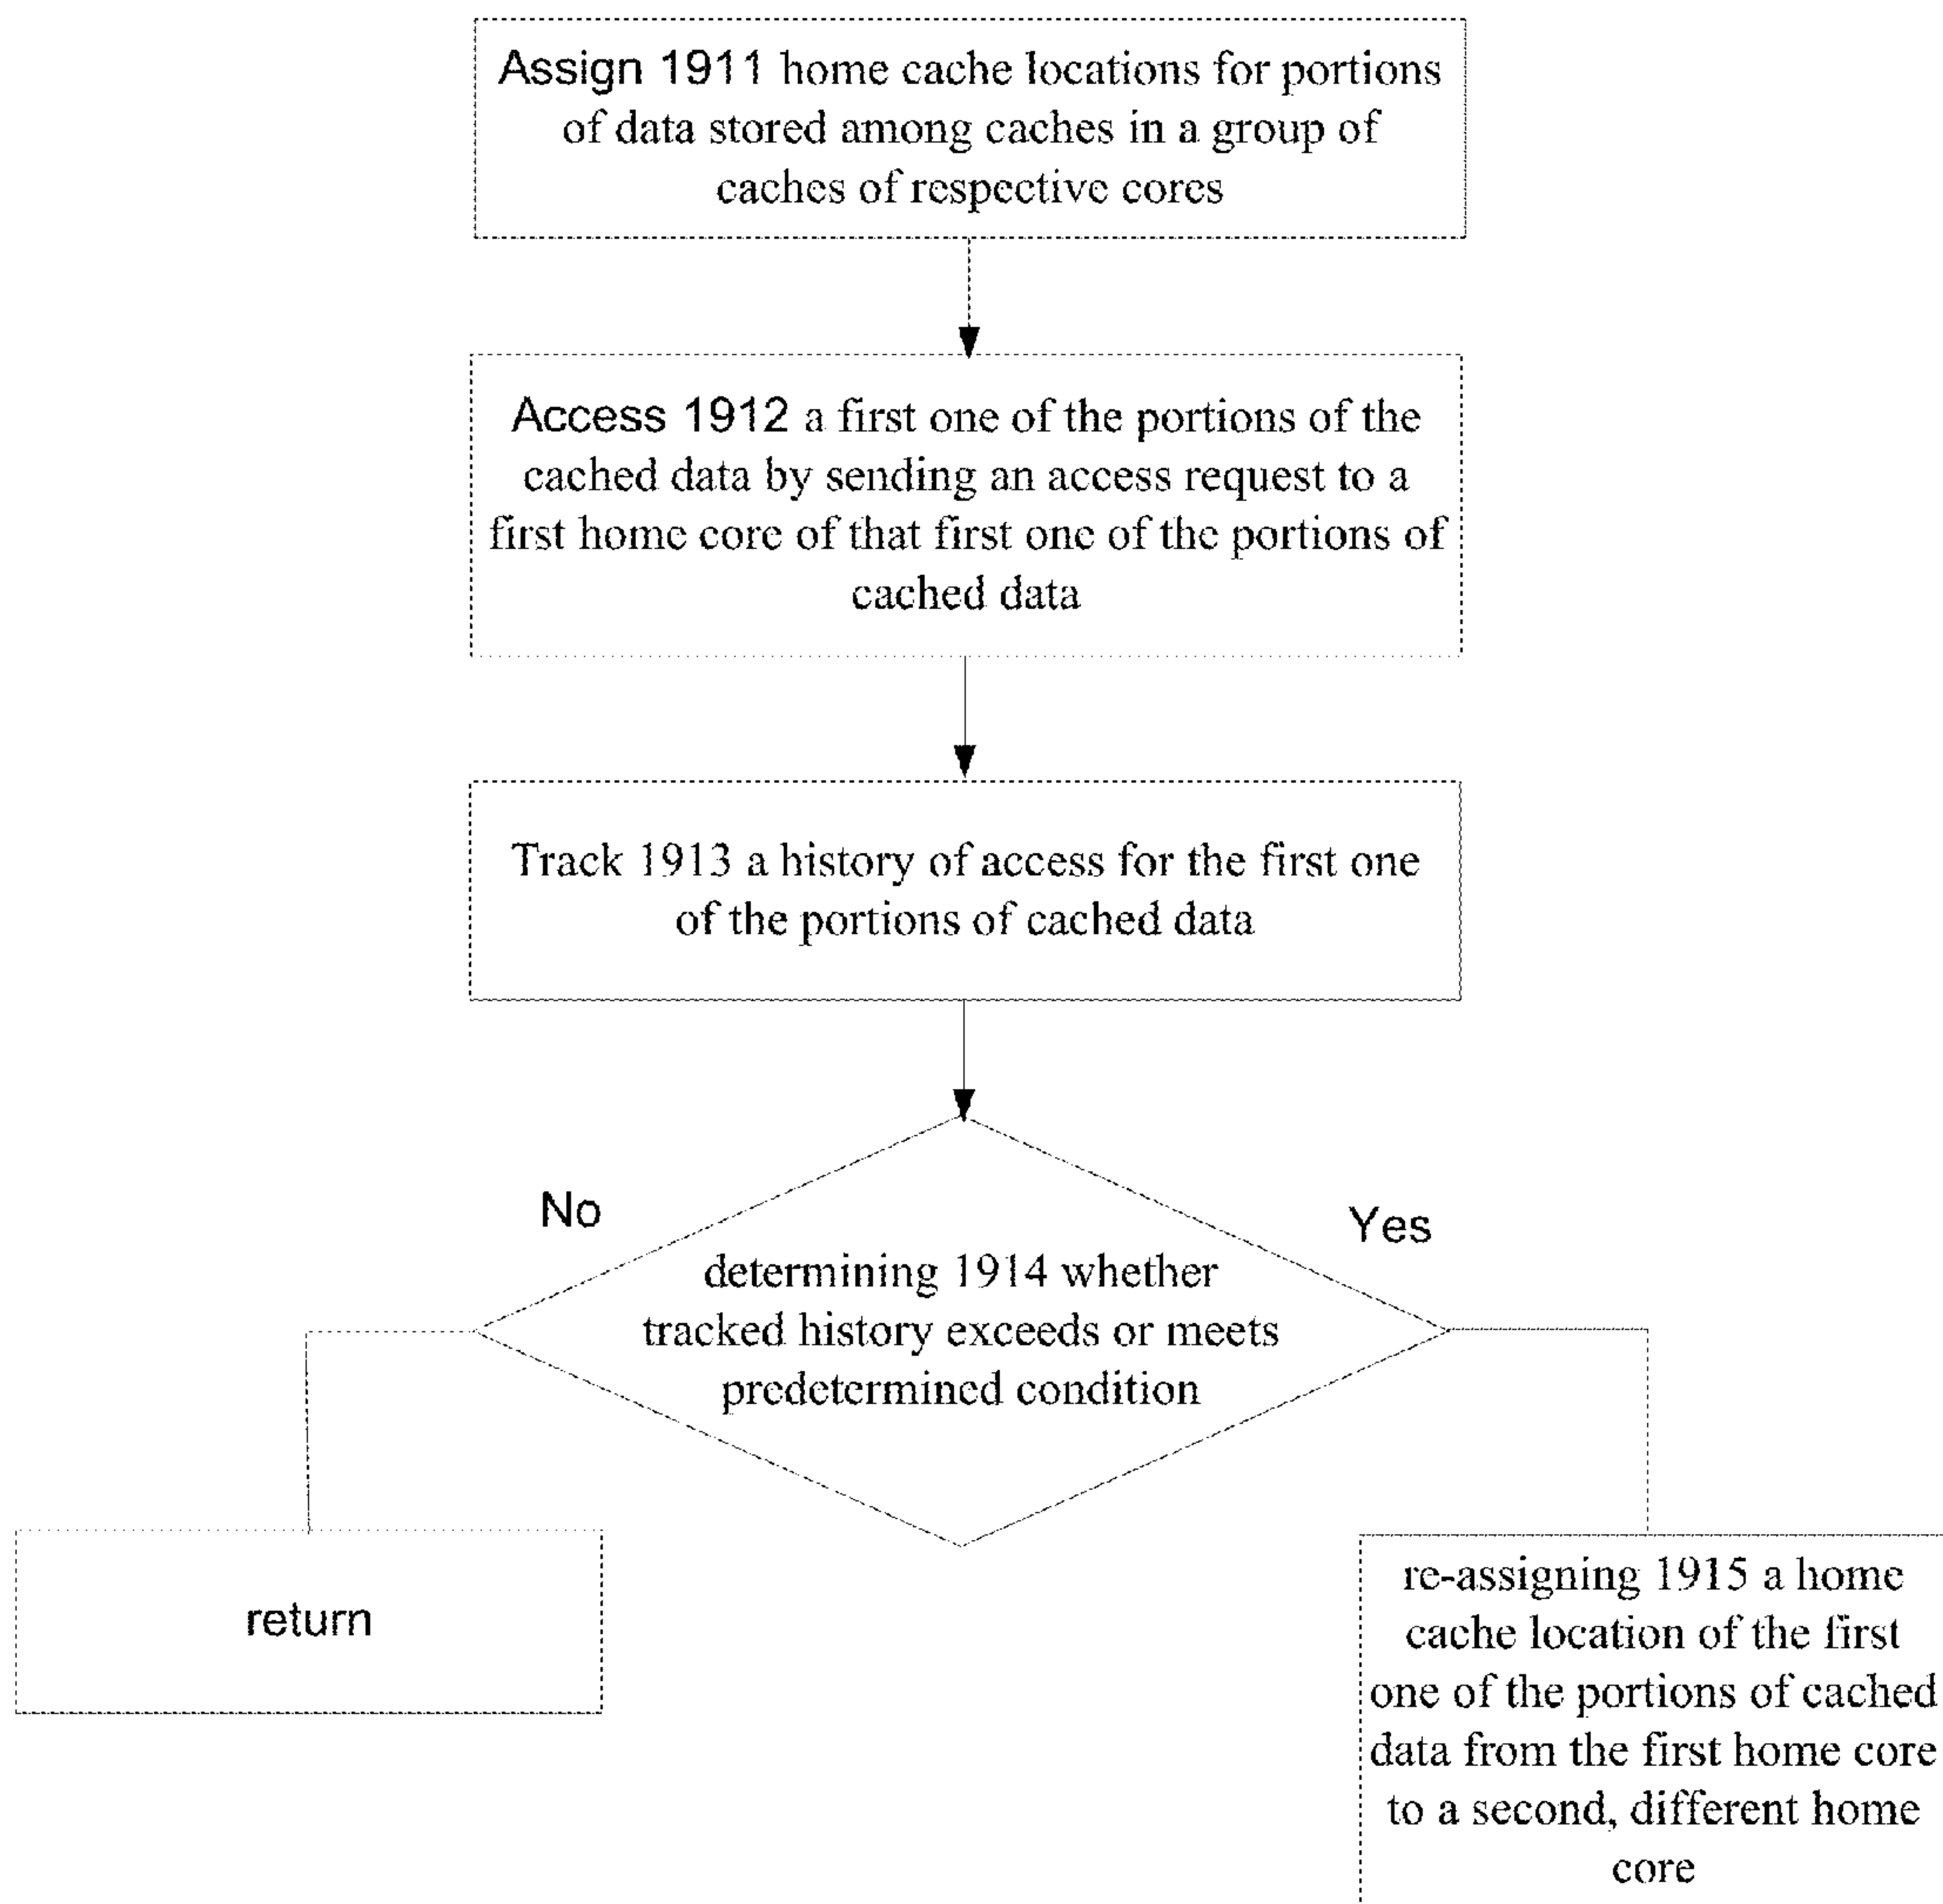 Assign 1911 home cache locations for portions
of data stored among caches in a group of
caches of respective cores
Access 1912 a first one of the portions of the
cached data by sending an access request to a
first home core of that first one of the portions of
cached data
Track 1913 a history of access for the first one
of the portions of cached data
No
Yes
determining 1914 whether
tracked history exceeds or meets
predetermined condition
return
re-assigning 1915 a home
cache location of the first
one of the portions of cached
data from the first home core
to a second, different home
core